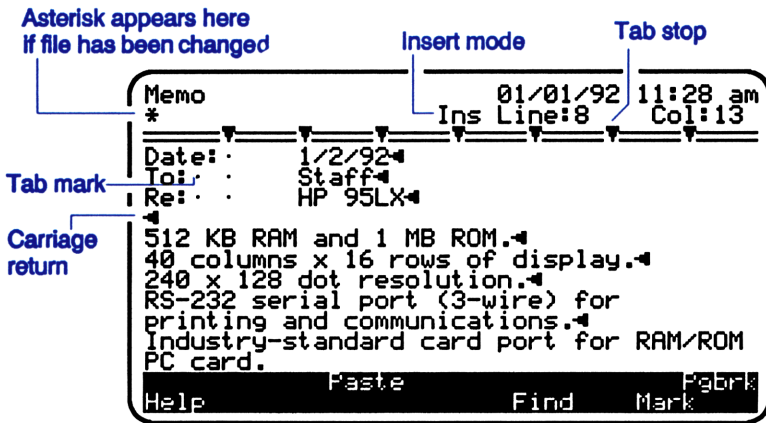 Asterisk appears here
if file has been changed
Insert mode
Tab stop
Memo 01/01/92 11:28 am
* Ins Line:8 Col:13
Date:· 1/2/92◄
Tab mark
To:· · Staff◄
Re:· · HP 95LX◄
◄
Carriage
return
512 KB RAM and 1 MB ROM.◄
40 columns x 16 rows of display.◄
240 x 128 dot resolution.◄
RS-232 serial port (3-wire) for
printing and communications.◄
Industry-standard card port for RAM/ROM
PC card.
Paste Pgbrk
Help Find Mark